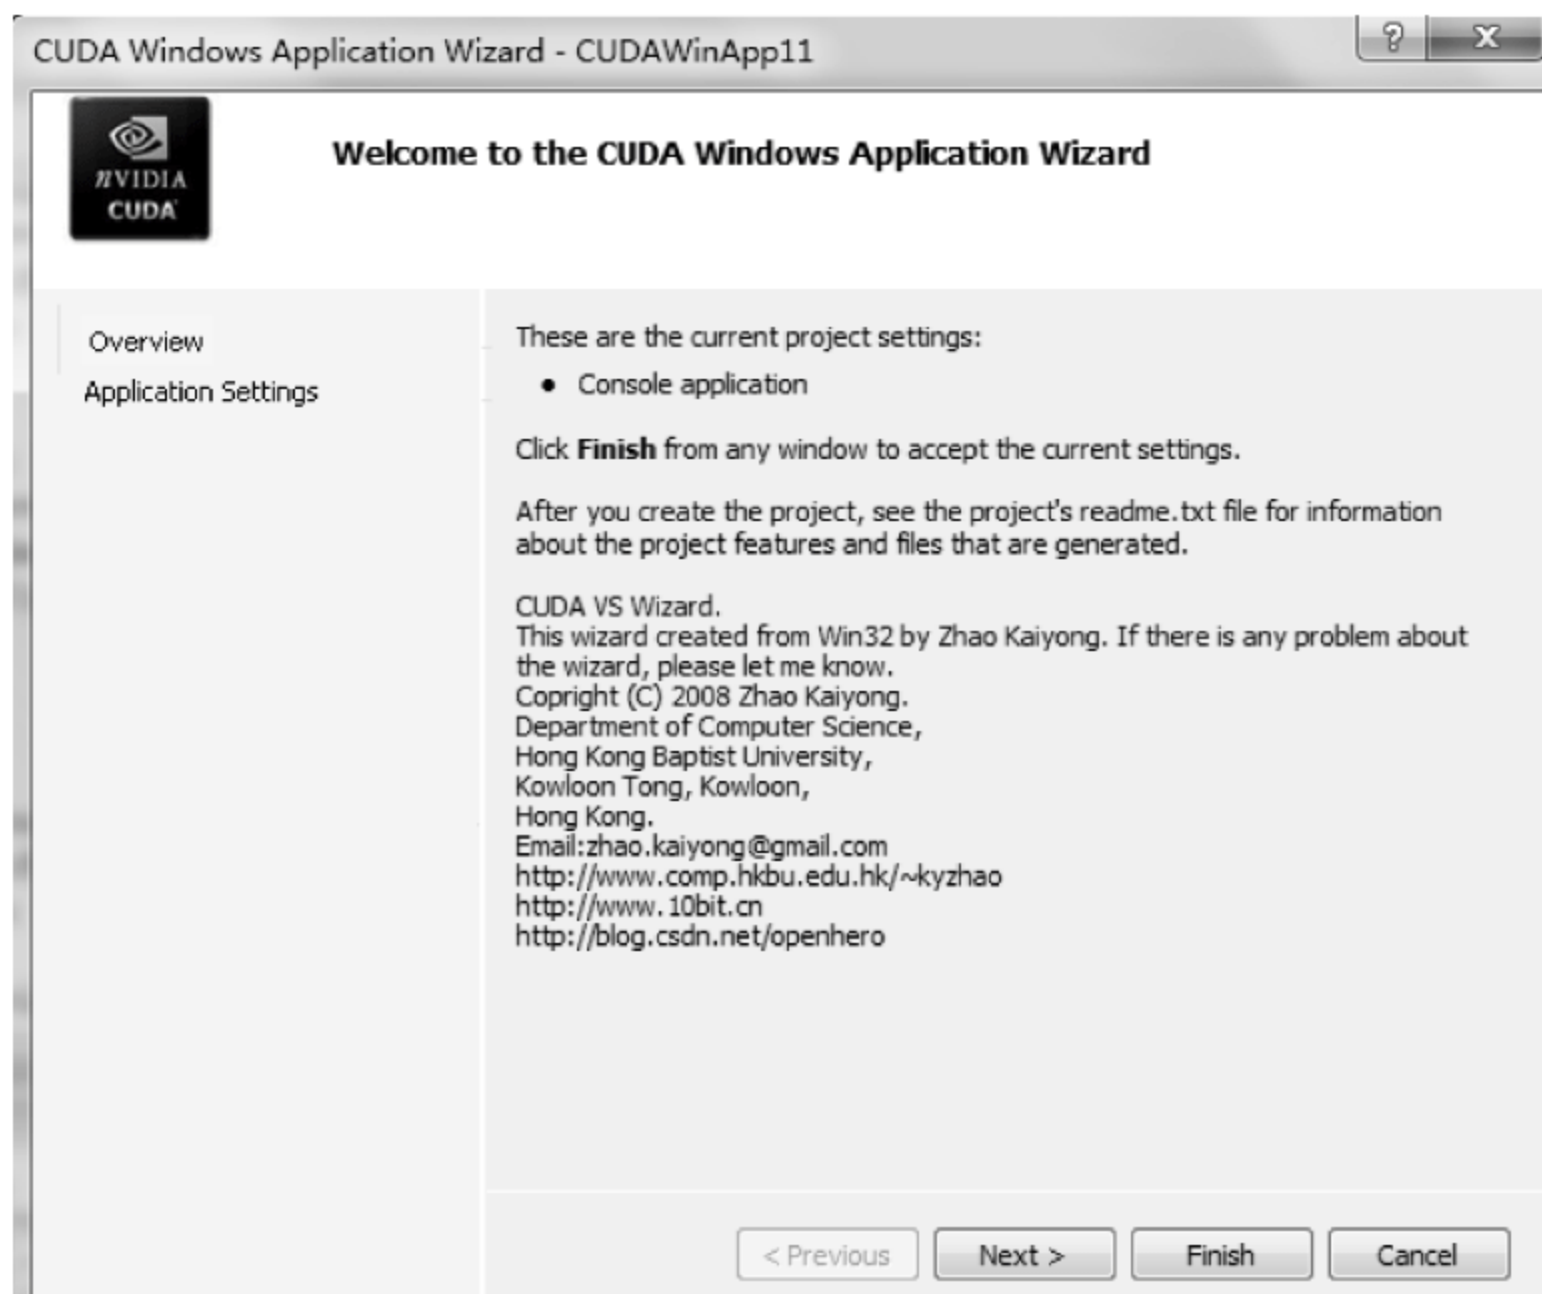 CUDA Windows Application Wizard - CUDAWinApp11
? X
nVIDIA
CUDA
Welcome to the CUDA Windows Application Wizard
Overview
Application Settings
These are the current project settings:
● Console application
Click Finish from any window to accept the current settings.
After you create the project, see the project's readme.txt file for information
about the project features and files that are generated.
CUDA VS Wizard.
This wizard created from Win32 by Zhao Kaiyong. If there is any problem about
the wizard, please let me know.
Copright (C) 2008 Zhao Kaiyong.
Department of Computer Science,
Hong Kong Baptist University,
Kowloon Tong, Kowloon,
Hong Kong.
Email:zhao.kaiyong@gmail.com
http://www.comp.hkbu.edu.hk/~kyzhao
http://www.10bit.cn
http://blog.csdn.net/openhero
< Previous Next > Finish Cancel